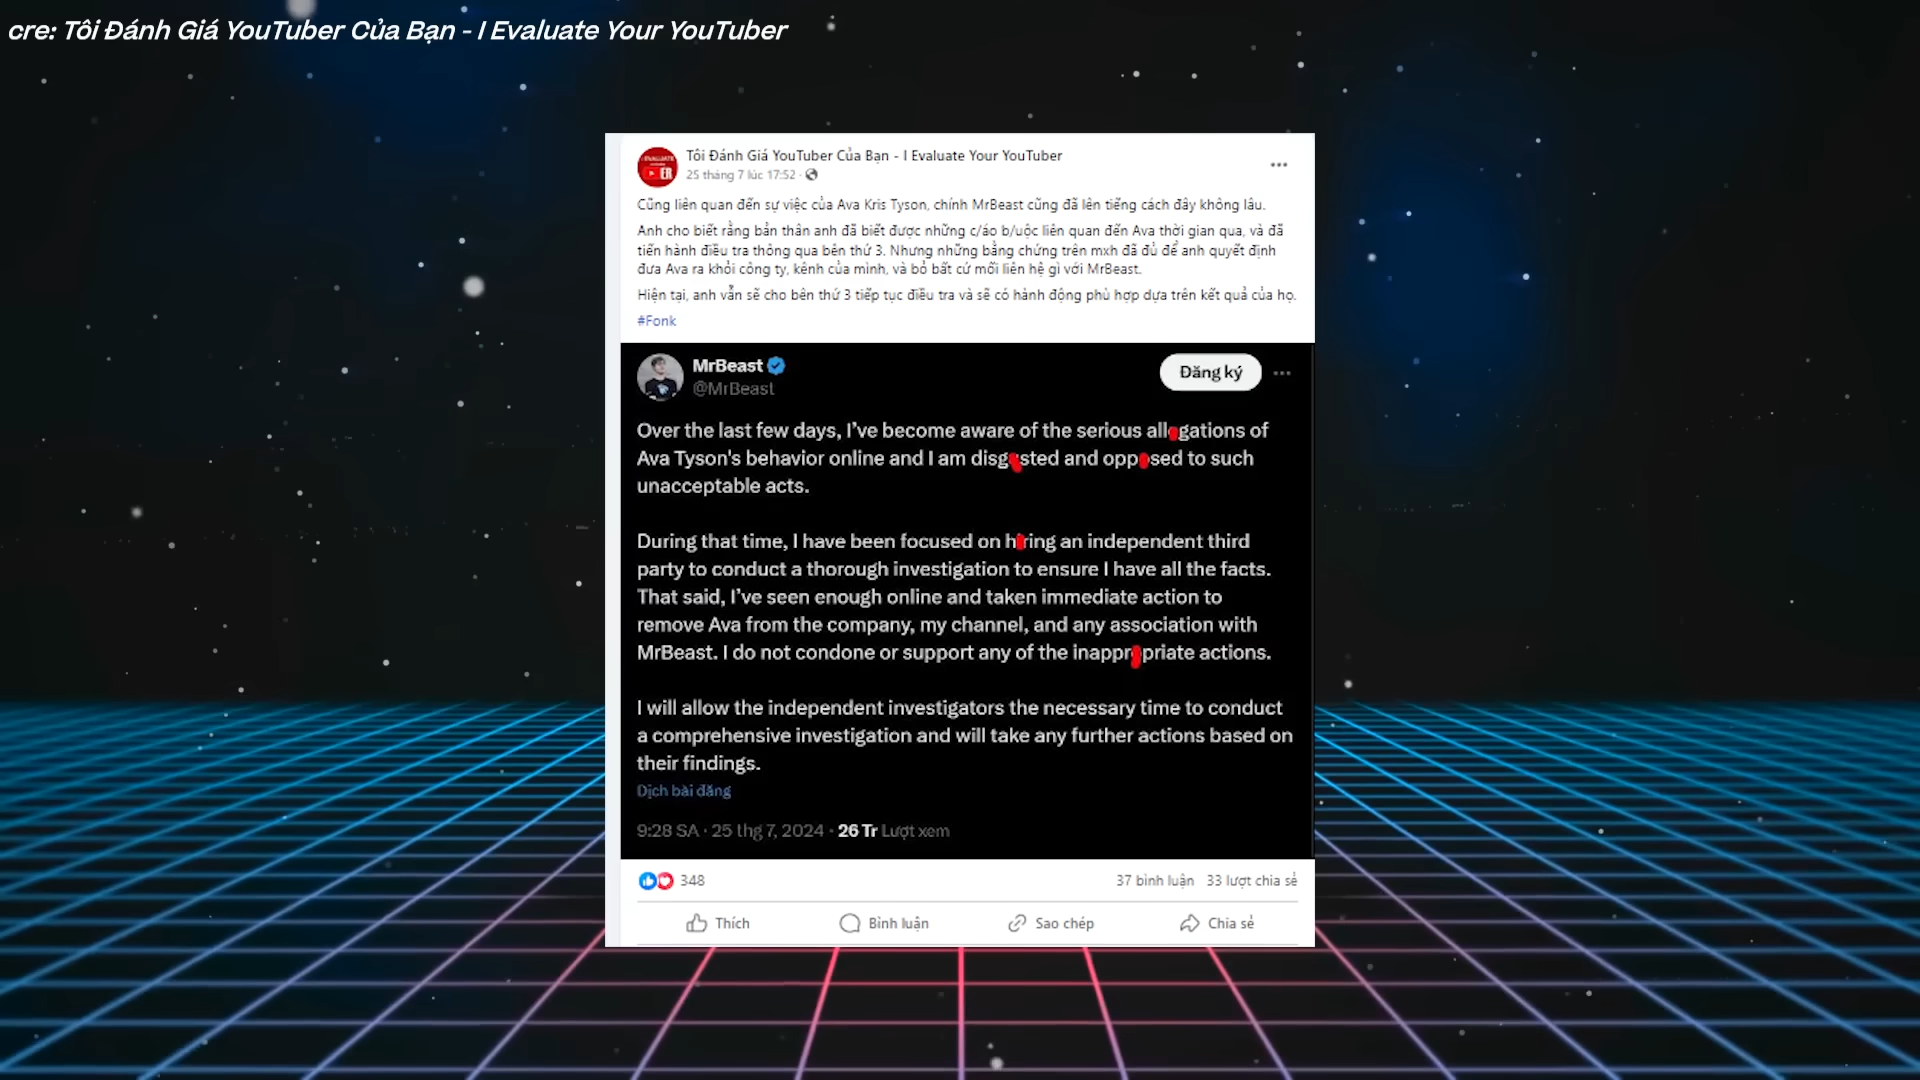 cre: Tôi Đánh Giá YouTuber Của Bạn - I Evaluate Your YouTuber
Tôi Đánh Giá YouTuber Của Bạn - I Evaluate Your YouTuber
25 tháng 7 lúc 17:52 ·
Cũng liên quan đến sự việc của Ava Kris Tyson, chính MrBeast cũng đã lên tiếng cách đây không lâu.
Anh cho biết rằng bản thân anh đã biết được những c/áo b/uộc liên quan đến Ava thời gian qua, và đã
tiến hành điều tra thông qua bên thứ 3. Nhưng những bằng chứng trên mxh đã đủ để anh quyết định
đưa Ava ra khỏi công ty, kênh của mình, và bỏ bất cứ mối liên hệ gì với MrBeast.
Hiện tại, anh vẫn sẽ cho bên thứ 3 tiếp tục điều tra và sẽ có hành động phù hợp dựa trên kết quả của họ.
#Fonk
MrBeast
@MrBeast
Đăng ký
Over the last few days, I've become aware of the serious allegations of
Ava Tyson's behavior online and I am disgusted and opposed to such
unacceptable acts.
During that time, I have been focused on hiring an independent third
party to conduct a thorough investigation to ensure I have all the facts.
That said, I've seen enough online and taken immediate action to
remove Ava from the company, my channel, and any association with
MrBeast. I do not condone or support any of the inappropriate actions.
I will allow the independent investigators the necessary time to conduct
a comprehensive investigation and will take any further actions based on
their findings.
Dịch bài đăng
9:28 SA · 25 thg 7, 2024 · 26 Tr Lượt xem
348
37 bình luận 33 lượt chia sẻ
Thích Bình luận Sao chép Chia sẻ